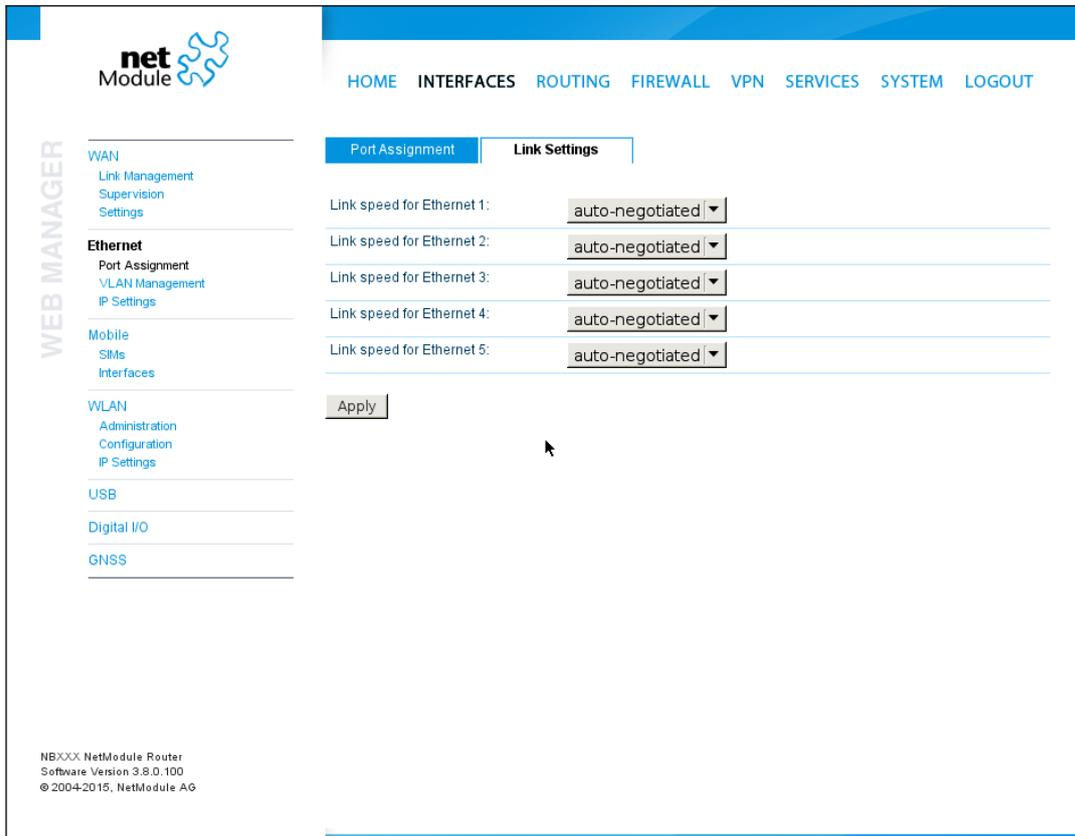 net
Module
HOME INTERFACES ROUTING FIREWALL VPN SERVICES SYSTEM LOGOUT
WEB MANAGER
WAN
Link Management
Supervision
Settings
Ethernet
Port Assignment
VLAN Management
IP Settings
Mobile
SIMs
Interfaces
WLAN
Administration
Configuration
IP Settings
USB
Digital I/O
GNSS
Port Assignment Link Settings
Link speed for Ethernet 1: auto-negotiated
Link speed for Ethernet 2: auto-negotiated
Link speed for Ethernet 3: auto-negotiated
Link speed for Ethernet 4: auto-negotiated
Link speed for Ethernet 5: auto-negotiated
Apply
NBXXX NetModule Router
Software Version 3.8.0.100
© 2004-2015, NetModule AG